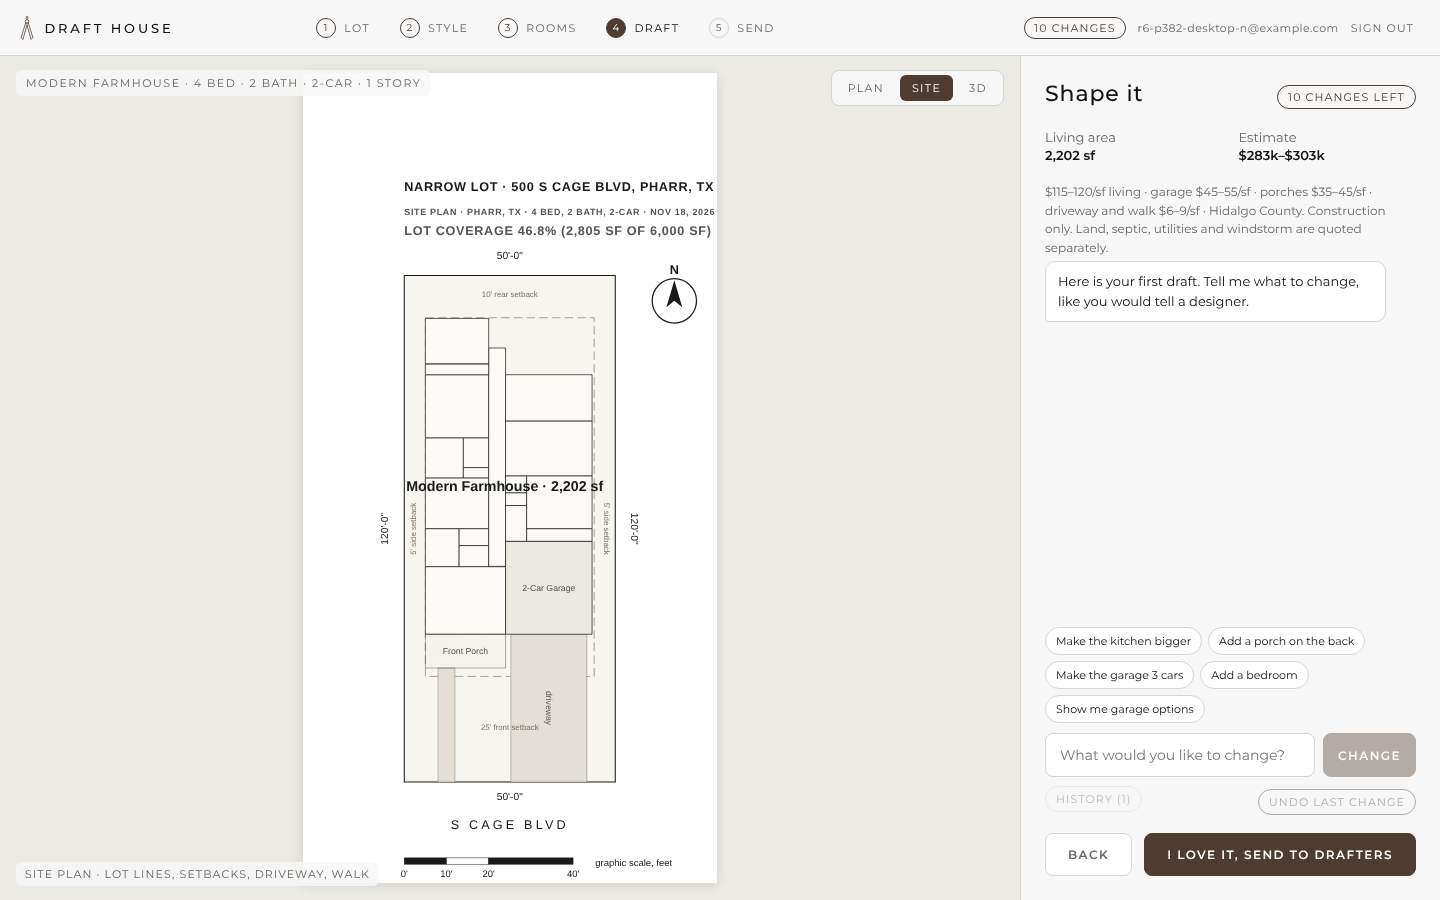 DRAFT HOUSE
1 LOT
2 STYLE
3 ROOMS
4 DRAFT
5 SEND
10 CHANGES
r6-p382-desktop-n@example.com
SIGN OUT
MODERN FARMHOUSE · 4 BED · 2 BATH · 2-CAR · 1 STORY
PLAN
SITE
3D
NARROW LOT · 500 S CAGE BLVD, PHARR, TX
SITE PLAN · PHARR, TX · 4 BED, 2 BATH, 2-CAR · NOV 18, 2026
LOT COVERAGE 46.8% (2,805 SF OF 6,000 SF)
50'-0"
N
10' rear setback
Modern Farmhouse · 2,202 sf
120'-0"
5' side setback
5' side setback
120'-0"
2-Car Garage
Front Porch
driveway
25' front setback
50'-0"
S CAGE BLVD
graphic scale, feet
0'
10'
20'
40'
SITE PLAN · LOT LINES, SETBACKS, DRIVEWAY, WALK
Shape it
10 CHANGES LEFT
Living area
2,202 sf
Estimate
$283k–$303k
$115–120/sf living · garage $45–55/sf · porches $35–45/sf ·
driveway and walk $6–9/sf · Hidalgo County. Construction
only. Land, septic, utilities and windstorm are quoted
separately.
Here is your first draft. Tell me what to change,
like you would tell a designer.
Make the kitchen bigger
Add a porch on the back
Make the garage 3 cars
Add a bedroom
Show me garage options
What would you like to change?
CHANGE
HISTORY (1)
UNDO LAST CHANGE
BACK
I LOVE IT, SEND TO DRAFTERS